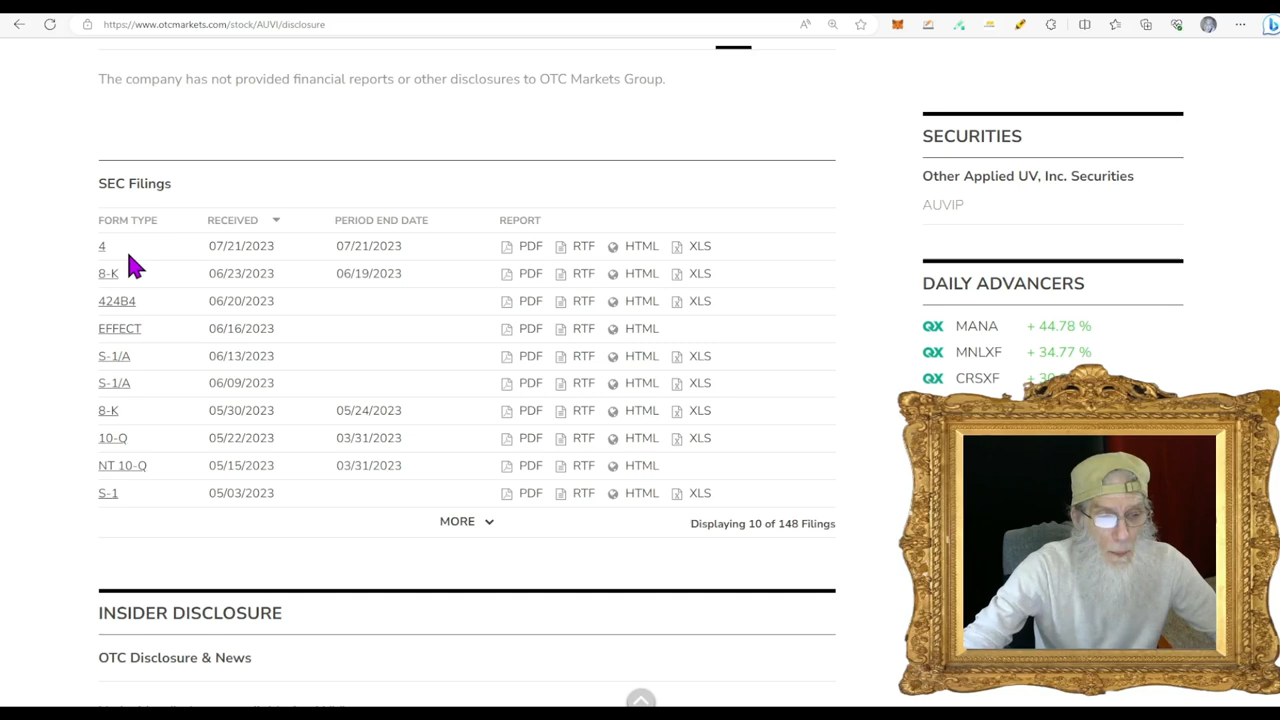 https://www.otcmarkets.com/stock/AUVI/disclosure
The company has not provided financial reports or other disclosures to OTC Markets Group.
SEC Filings
FORM TYPE RECEIVED PERIOD END DATE REPORT
4 07/21/2023 07/21/2023 PDF RTF HTML XLS
8-K 06/23/2023 06/19/2023 PDF RTF HTML XLS
424B4 06/20/2023 PDF RTF HTML XLS
EFFECT 06/16/2023 PDF RTF HTML
S-1/A 06/13/2023 PDF RTF HTML XLS
S-1/A 06/09/2023 PDF RTF HTML XLS
8-K 05/30/2023 05/24/2023 PDF RTF HTML XLS
10-Q 05/22/2023 03/31/2023 PDF RTF HTML XLS
NT 10-Q 05/15/2023 03/31/2023 PDF RTF HTML
S-1 05/03/2023 PDF RTF HTML XLS
MORE
Displaying 10 of 148 Filings
INSIDER DISCLOSURE
OTC Disclosure & News
SECURITIES
Other Applied UV, Inc. Securities
AUVIP
DAILY ADVANCERS
QX MANA + 44.78 %
QX MNLXF + 34.77 %
QX CRSXF